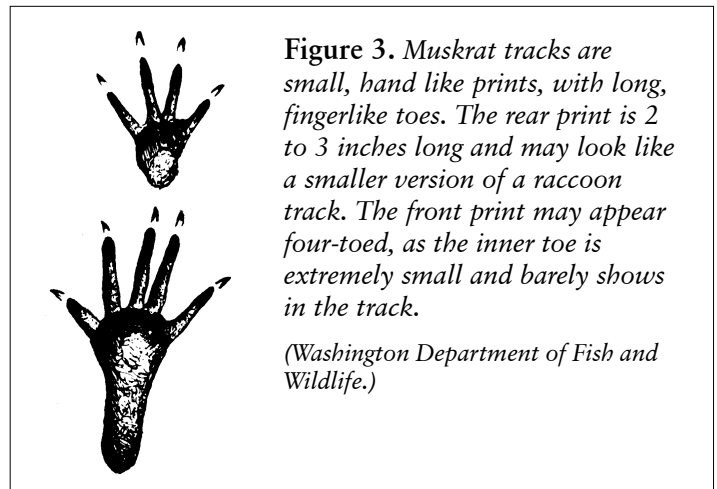 Figure 3. Muskrat tracks are
small, hand like prints, with long,
fingerlike toes. The rear print is 2
to 3 inches long and may look like
a smaller version of a raccoon
track. The front print may appear
four-toed, as the inner toe is
extremely small and barely shows
in the track.
(Washington Department of Fish and
Wildlife.)